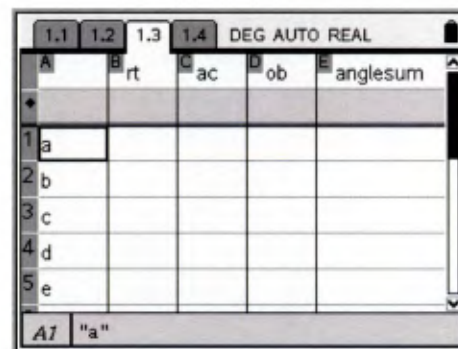 1.1 1.2 1.3 1.4 DEG AUTO REAL
A B rt C ac D ob E anglesum
1 a
2 b
3 c
4 d
5 e
A1 "a"